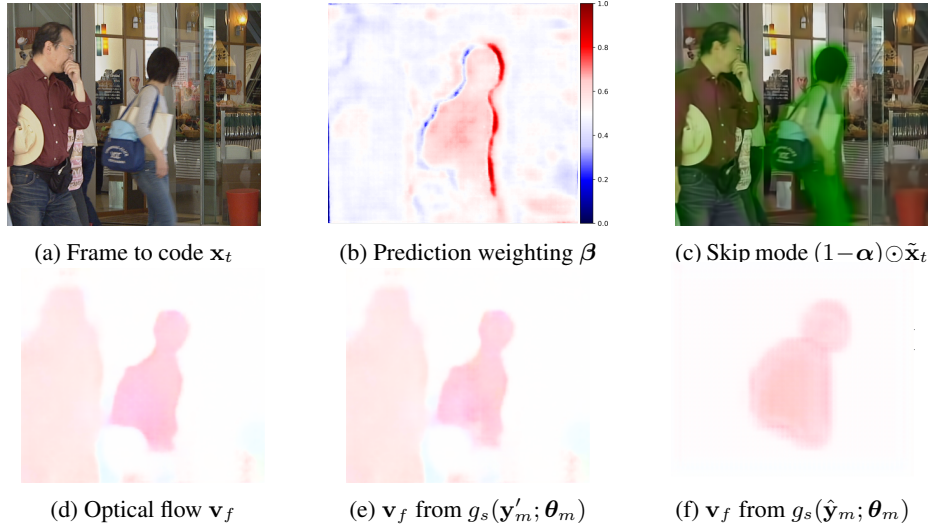 1.0
0.8
0.6
0.4
0.2
0.0
(a) Frame to code x_t
(b) Prediction weighting β
(c) Skip mode (1−α)⊙x̃_t
(d) Optical flow v_f
(e) v_f from g_s(y′_m; θ_m)
(f) v_f from g_s(ŷ_m; θ_m)